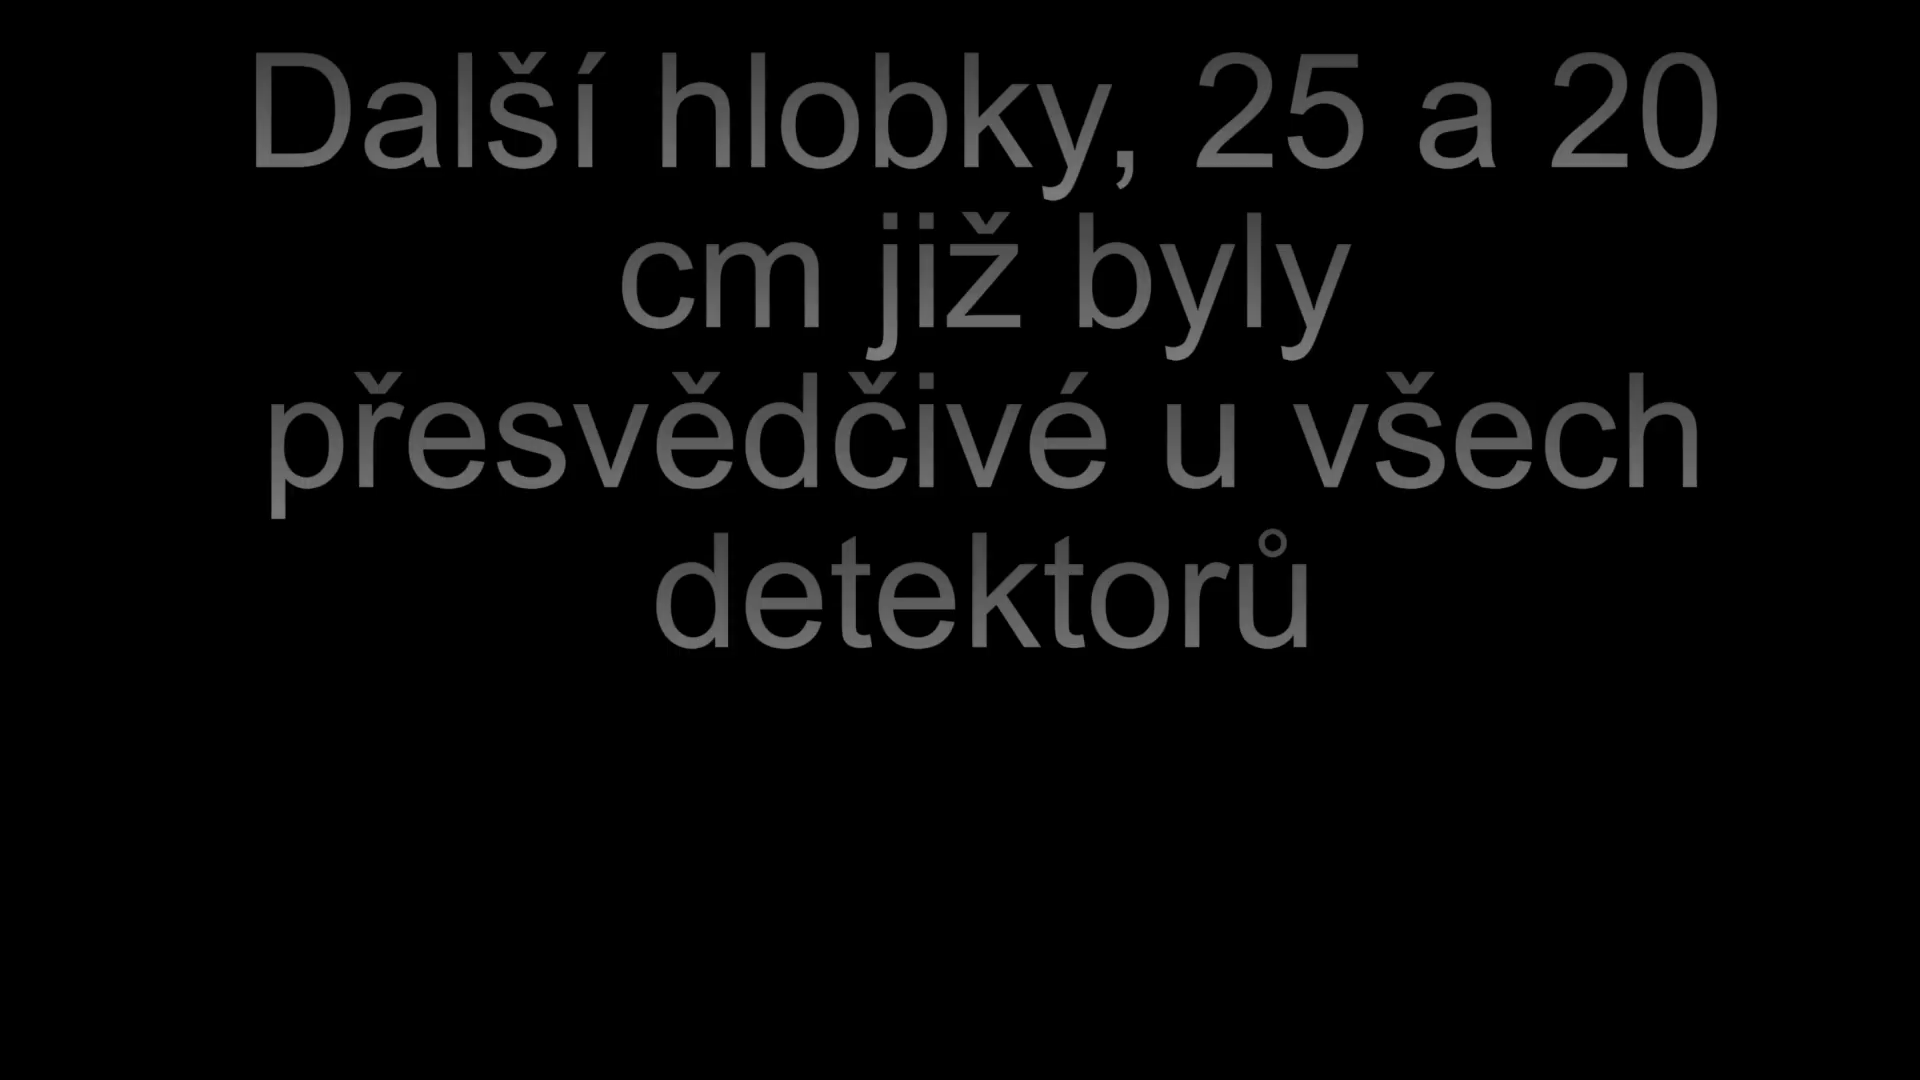 Další hlobky, 25 a 20
cm již byly
přesvědčivé u všech
detektorů